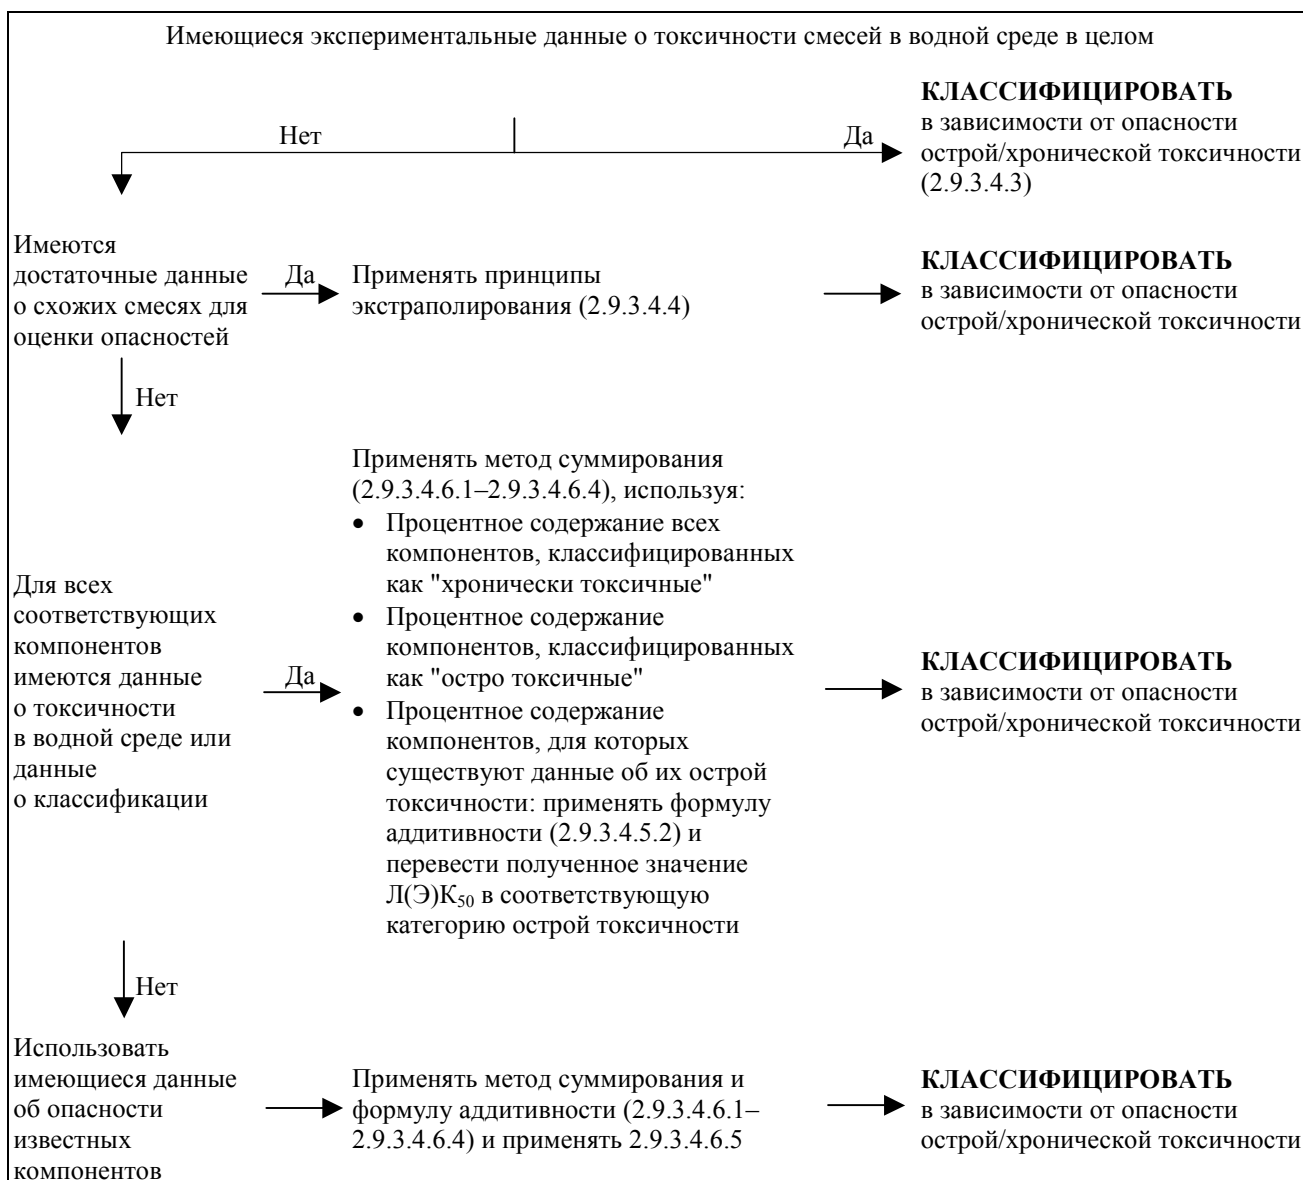 Имеющиеся экспериментальные данные о токсичности смесей в водной среде в целом
Нет
Да
КЛАССИФИЦИРОВАТЬ
в зависимости от опасности
острой/хронической токсичности
(2.9.3.4.3)
Имеются
достаточные данные
о схожих смесях для
оценки опасностей
Да
Применять принципы
экстраполирования (2.9.3.4.4)
КЛАССИФИЦИРОВАТЬ
в зависимости от опасности
острой/хронической токсичности
Нет
Для всех
соответствующих
компонентов
имеются данные
о токсичности
в водной среде или
данные
о классификации
Да
Применять метод суммирования
(2.9.3.4.6.1–2.9.3.4.6.4), используя:
• Процентное содержание всех
компонентов, классифицированных
как "хронически токсичные"
• Процентное содержание
компонентов, классифицированных
как "остро токсичные"
• Процентное содержание
компонентов, для которых
существуют данные об их острой
токсичности: применять формулу
аддитивности (2.9.3.4.5.2) и
перевести полученное значение
Л(Э)К₅₀ в соответствующую
категорию острой токсичности
КЛАССИФИЦИРОВАТЬ
в зависимости от опасности
острой/хронической токсичности
Нет
Использовать
имеющиеся данные
об опасности
известных
компонентов
Применять метод суммирования и
формулу аддитивности (2.9.3.4.6.1–
2.9.3.4.6.4) и применять 2.9.3.4.6.5
КЛАССИФИЦИРОВАТЬ
в зависимости от опасности
острой/хронической токсичности